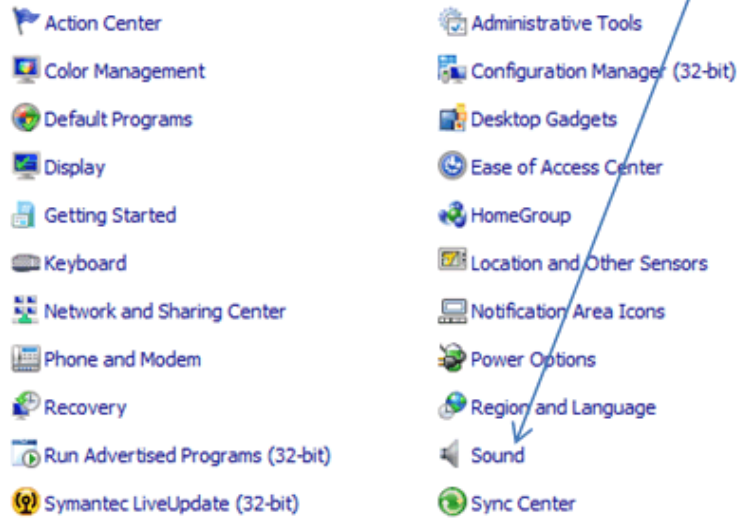 Action Center
Administrative Tools
Color Management
Configuration Manager (32-bit)
Default Programs
Desktop Gadgets
Display
Ease of Access Center
Getting Started
HomeGroup
Keyboard
Location and Other Sensors
Network and Sharing Center
Notification Area Icons
Phone and Modem
Power Options
Recovery
Region and Language
Run Advertised Programs (32-bit)
Sound
Symantec LiveUpdate (32-bit)
Sync Center